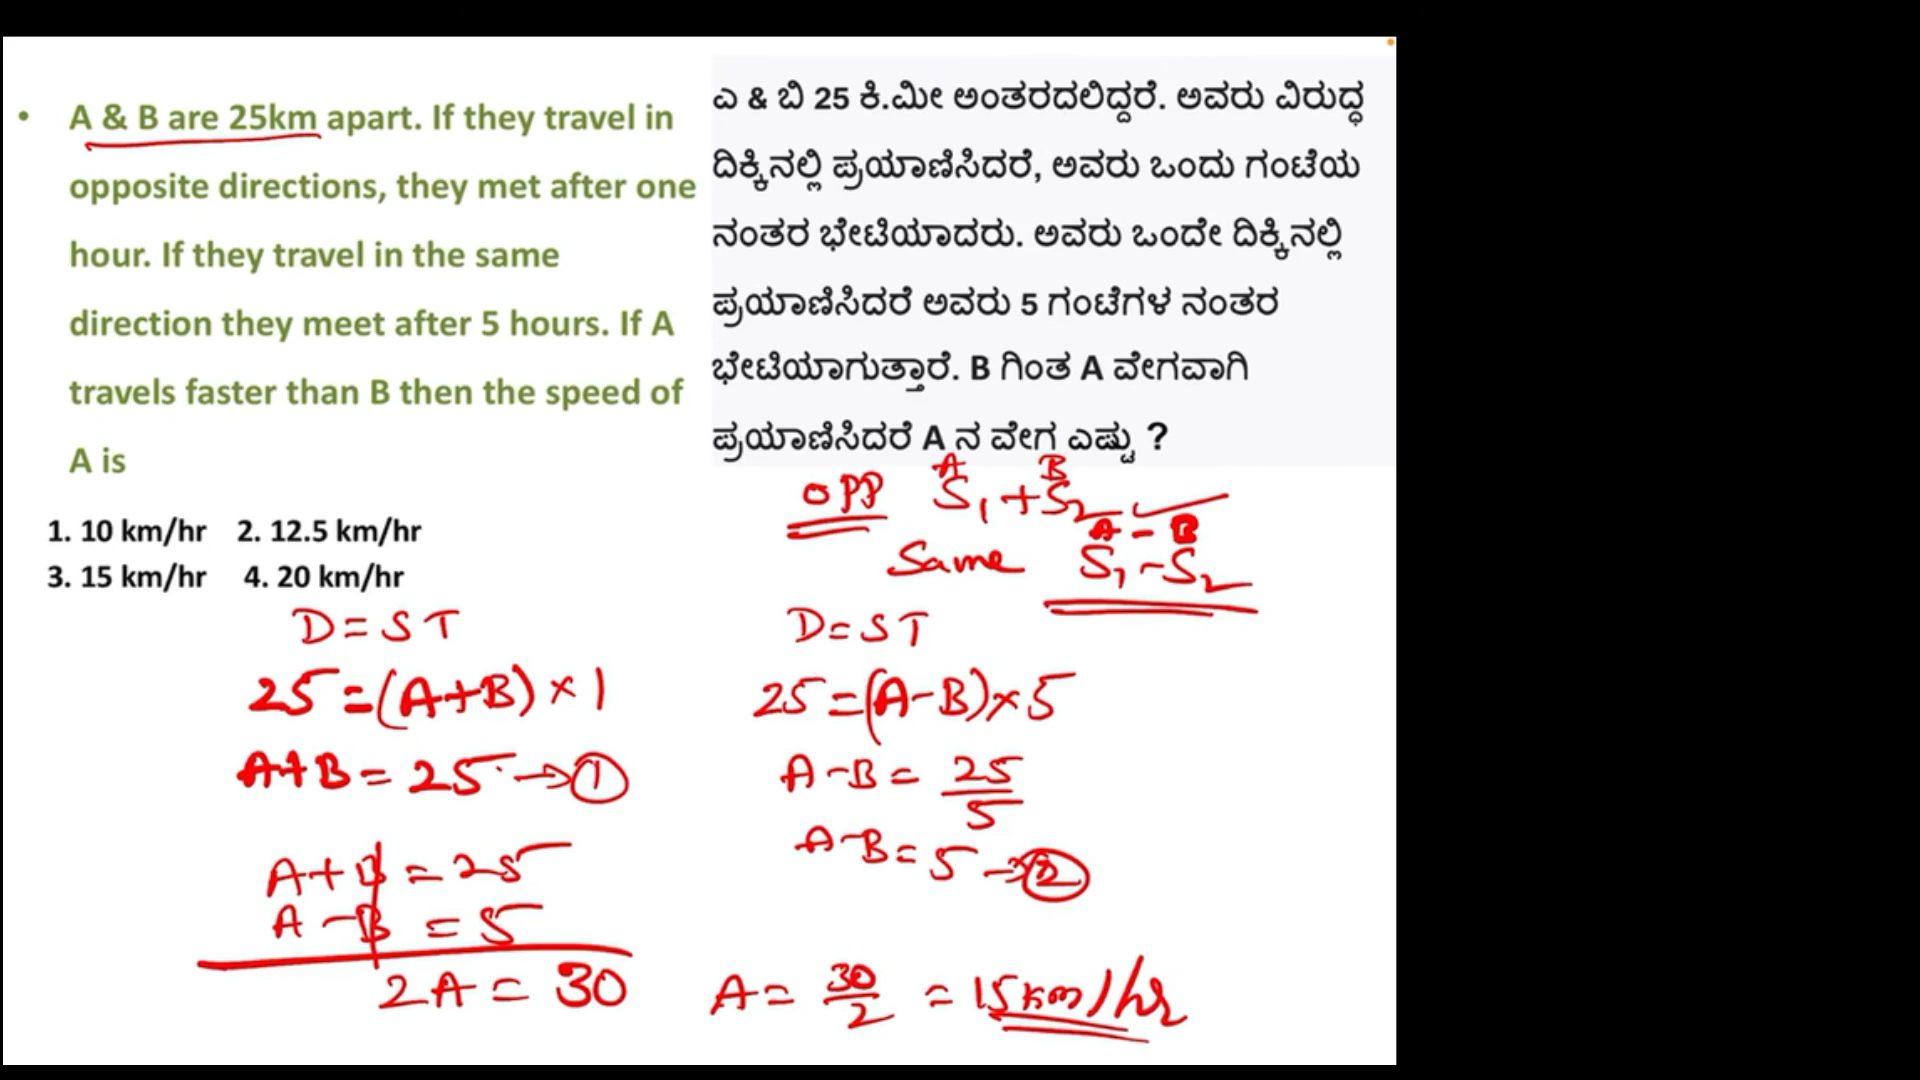 • A & B are 25km apart. If they travel in
opposite directions, they met after one
hour. If they travel in the same
direction they meet after 5 hours. If A
travels faster than B then the speed of
A is
1. 10 km/hr 2. 12.5 km/hr
3. 15 km/hr 4. 20 km/hr
ಎ & ಬಿ 25 ಕಿ.ಮೀ ಅಂತರದಲಿದ್ದರೆ. ಅವರು ವಿರುದ್ಧ
ದಿಕ್ಕಿನಲ್ಲಿ ಪ್ರಯಾಣಿಸಿದರೆ, ಅವರು ಒಂದು ಗಂಟೆಯ
ನಂತರ ಭೇಟಿಯಾದರು. ಅವರು ಒಂದೇ ದಿಕ್ಕಿನಲ್ಲಿ
ಪ್ರಯಾಣಿಸಿದರೆ ಅವರು 5 ಗಂಟೆಗಳ ನಂತರ
ಭೇಟಿಯಾಗುತ್ತಾರೆ. B ಗಿಂತ A ವೇಗವಾಗಿ
ಪ್ರಯಾಣಿಸಿದರೆ A ನ ವೇಗ ಎಷ್ಟು ?
A B
OPP S₁+S₂
A - B
Same S₁-S₂
D=ST
25=(A+B)×1
A+B=25→①
A+B=25
A-B=5
2A=30
D=ST
25=(A-B)×5
A-B=25/5
A-B=5→②
A=30/2=15km/hr